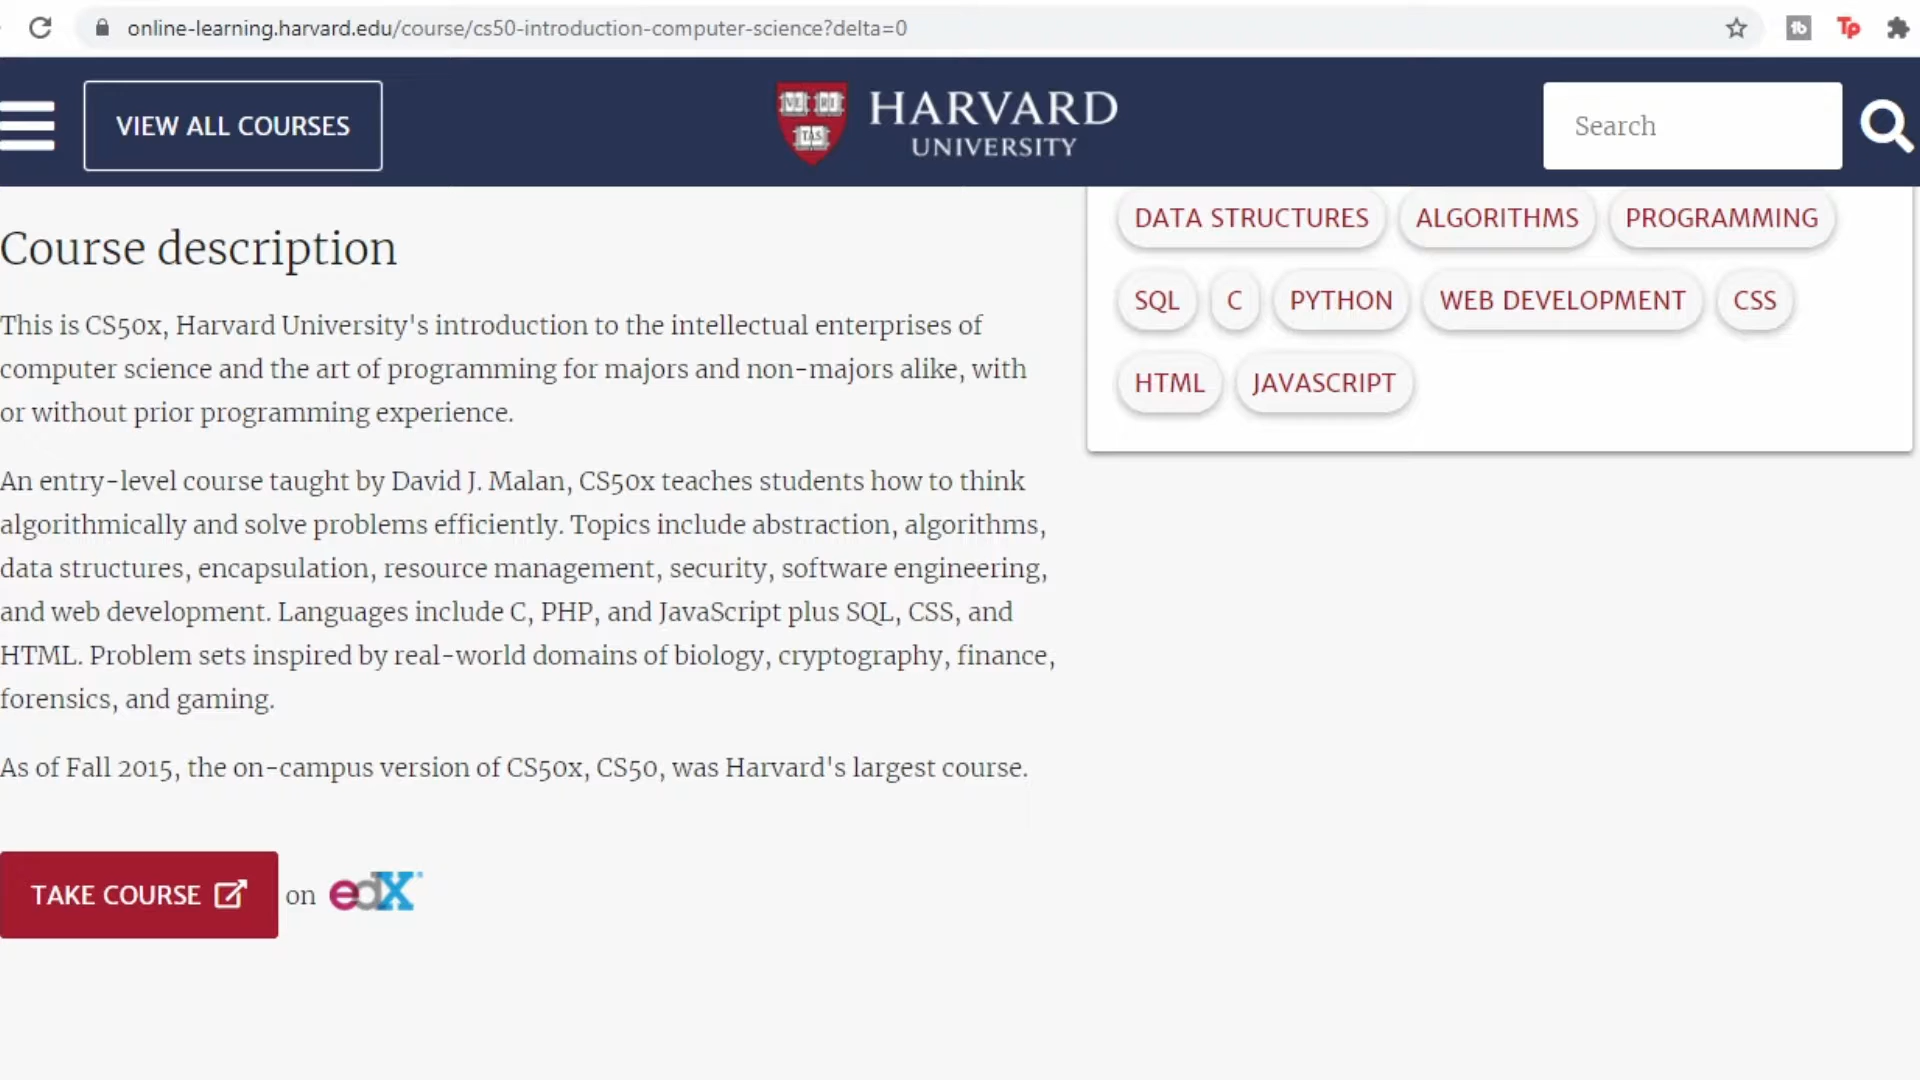 online-learning.harvard.edu/course/cs50-introduction-computer-science?delta=0
tb
Tp
VIEW ALL COURSES
VE RI
TAS
HARVARD
UNIVERSITY
Search
DATA STRUCTURES ALGORITHMS PROGRAMMING
SQL C PYTHON WEB DEVELOPMENT CSS
HTML JAVASCRIPT
Course description
This is CS50x, Harvard University's introduction to the intellectual enterprises of
computer science and the art of programming for majors and non-majors alike, with
or without prior programming experience.
An entry-level course taught by David J. Malan, CS50x teaches students how to think
algorithmically and solve problems efficiently. Topics include abstraction, algorithms,
data structures, encapsulation, resource management, security, software engineering,
and web development. Languages include C, PHP, and JavaScript plus SQL, CSS, and
HTML. Problem sets inspired by real-world domains of biology, cryptography, finance,
forensics, and gaming.
As of Fall 2015, the on-campus version of CS50x, CS50, was Harvard's largest course.
TAKE COURSE on edX